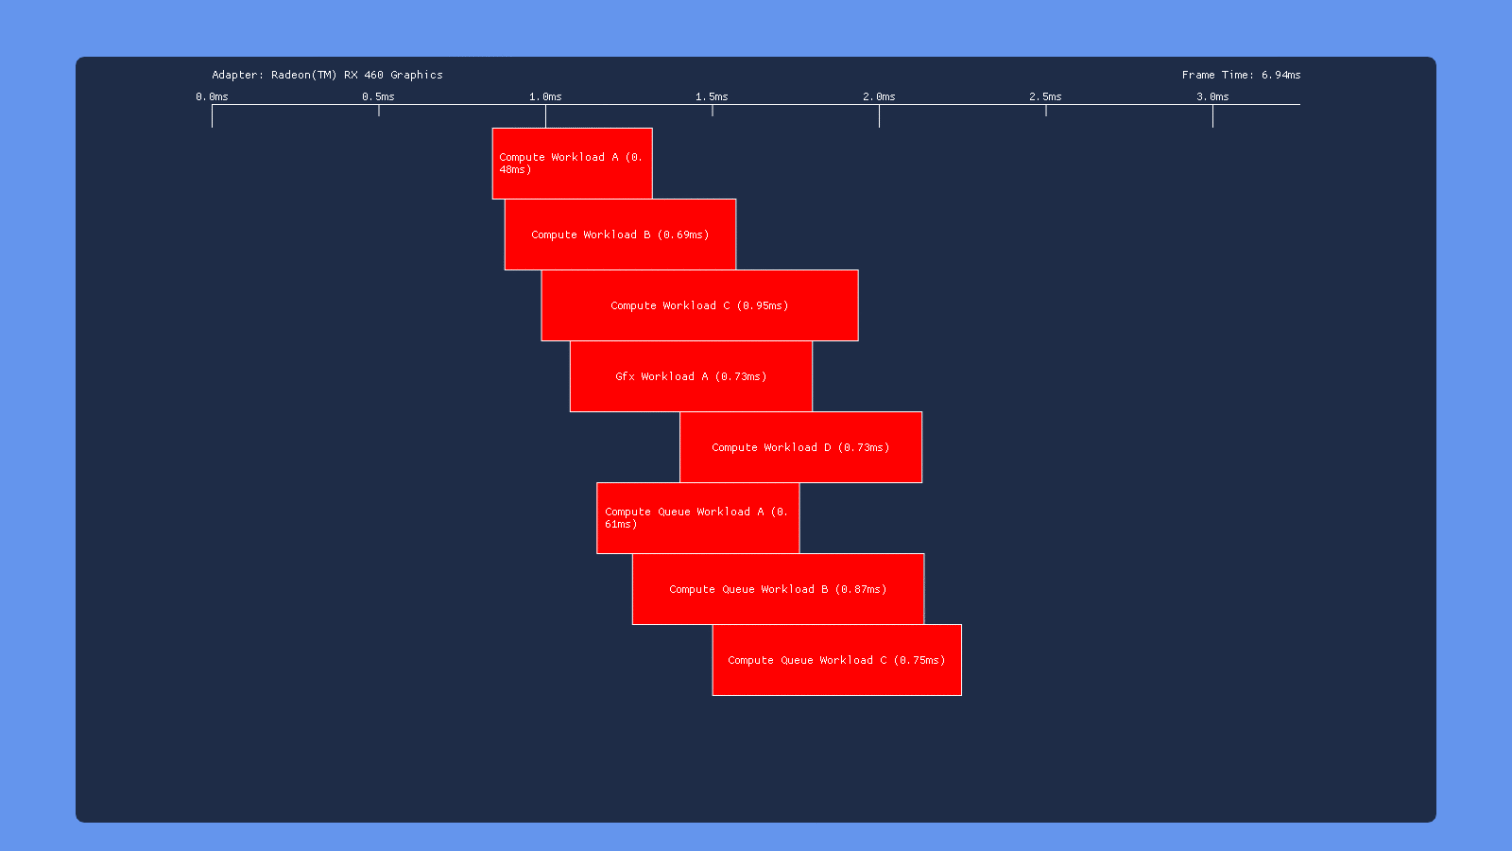 Adapter: Radeon(TM) RX 460 Graphics
Frame Time: 6.94ms
0.0ms 0.5ms 1.0ms 1.5ms 2.0ms 2.5ms 3.0ms
Compute Workload A (0.
48ms)
Compute Workload B (0.69ms)
Compute Workload C (0.95ms)
Gfx Workload A (0.73ms)
Compute Workload D (0.73ms)
Compute Queue Workload A (0.
61ms)
Compute Queue Workload B (0.87ms)
Compute Queue Workload C (0.75ms)